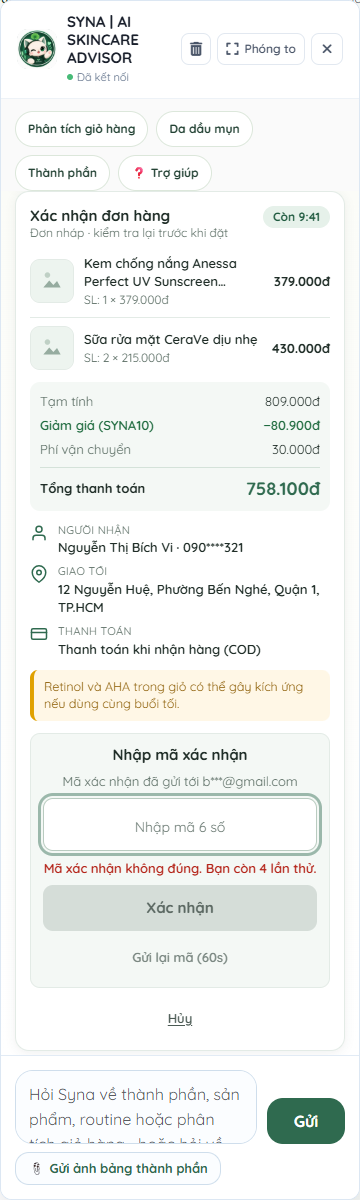 SYNA | AI
SKINCARE
ADVISOR
Đã kết nối
Phóng to
Phân tích giỏ hàng
Da dầu mụn
Thành phần
❓ Trợ giúp
Xác nhận đơn hàng
Còn 9:41
Đơn nháp · kiểm tra lại trước khi đặt
Kem chống nắng Anessa
Perfect UV Sunscreen…
379.000đ
SL: 1 × 379.000đ
Sữa rửa mặt CeraVe dịu nhẹ
430.000đ
SL: 2 × 215.000đ
Tạm tính 809.000đ
Giảm giá (SYNA10) −80.900đ
Phí vận chuyển 30.000đ
Tổng thanh toán 758.100đ
NGƯỜI NHẬN
Nguyễn Thị Bích Vi · 090****321
GIAO TỚI
12 Nguyễn Huệ, Phường Bến Nghé, Quận 1,
TP.HCM
THANH TOÁN
Thanh toán khi nhận hàng (COD)
Retinol và AHA trong giỏ có thể gây kích ứng
nếu dùng cùng buổi tối.
Nhập mã xác nhận
Mã xác nhận đã gửi tới b***@gmail.com
Nhập mã 6 số
Mã xác nhận không đúng. Bạn còn 4 lần thử.
Xác nhận
Gửi lại mã (60s)
Hủy
Hỏi Syna về thành phần, sản
phẩm, routine hoặc phân
tích giỏ hàng, hoặc hỏi về
Gửi
Gửi ảnh bảng thành phần